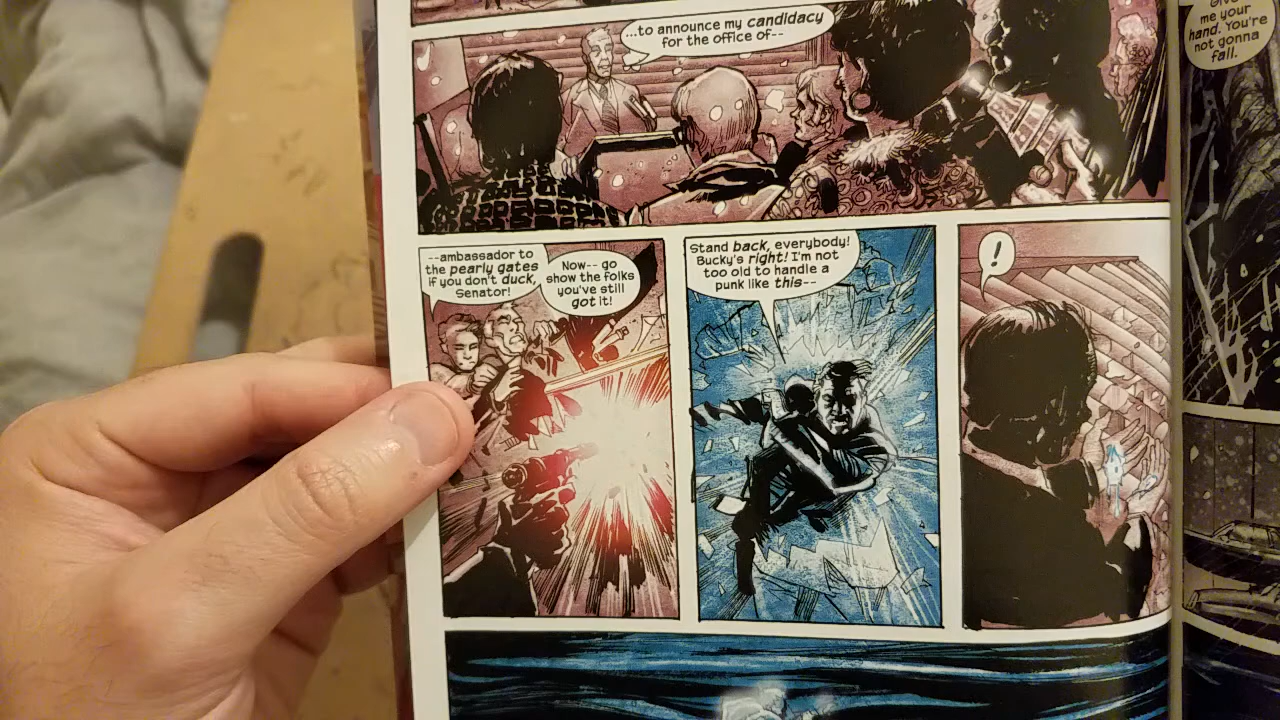 ...to announce my candidacy
for the office of--
--ambassador to
the pearly gates
if you don't duck,
Senator!
Now-- go
show the folks
you've still
got it!
Stand back, everybody!
Bucky's right! I'm not
too old to handle a
punk like this--
!
Give
me your
hand. You're
not gonna
fall.